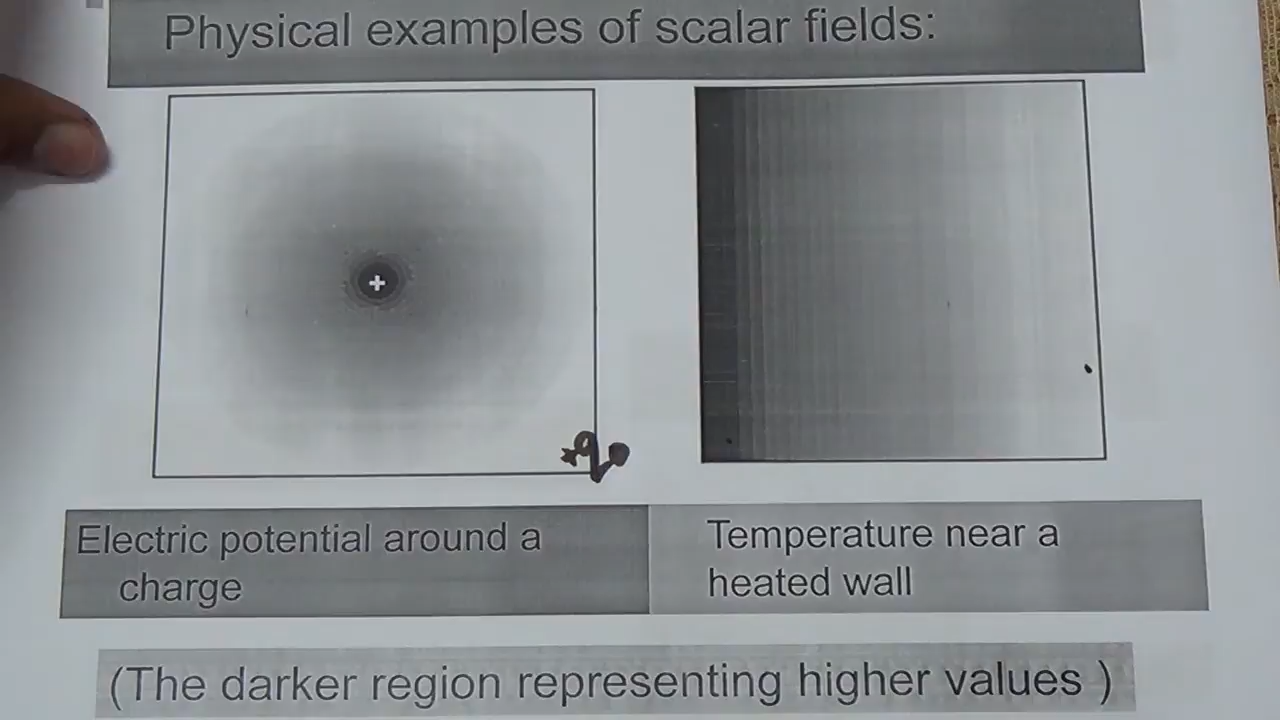 Physical examples of scalar fields:
+
Electric potential around a
charge
Temperature near a
heated wall
(The darker region representing higher values )